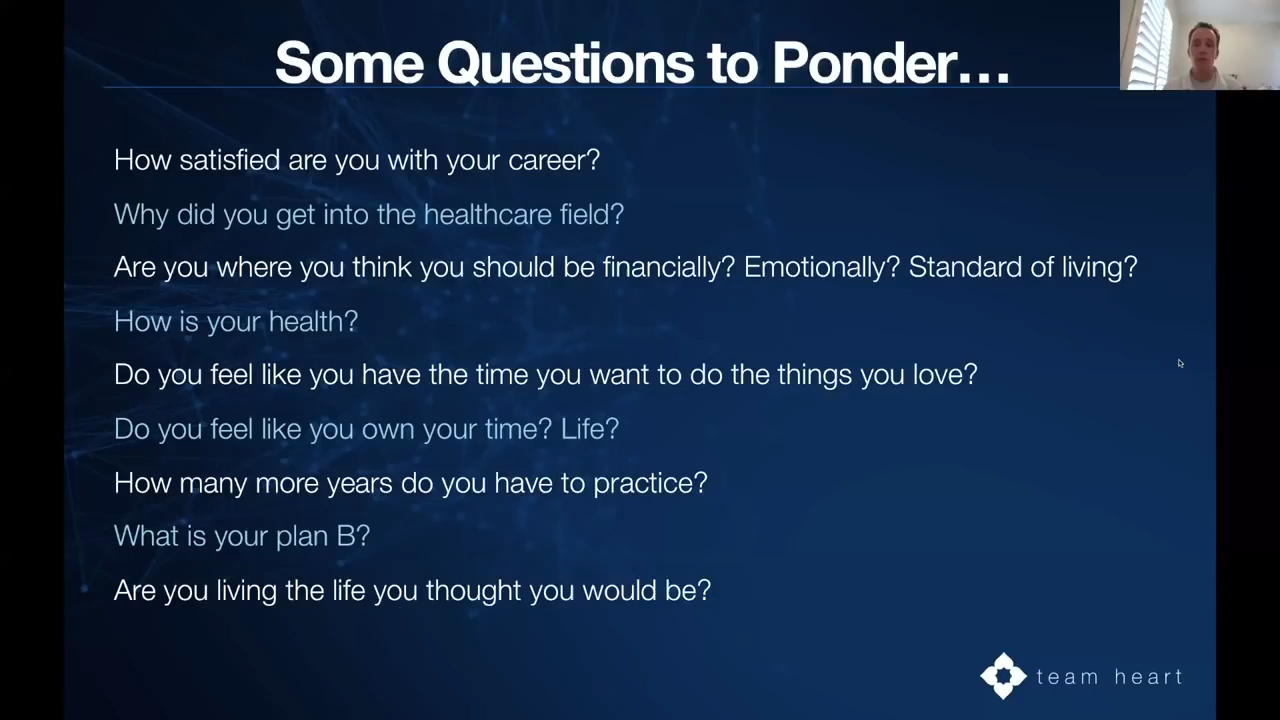 Some Questions to Ponder…
How satisfied are you with your career?
Why did you get into the healthcare field?
Are you where you think you should be financially? Emotionally? Standard of living?
How is your health?
Do you feel like you have the time you want to do the things you love?
Do you feel like you own your time? Life?
How many more years do you have to practice?
What is your plan B?
Are you living the life you thought you would be?
team heart